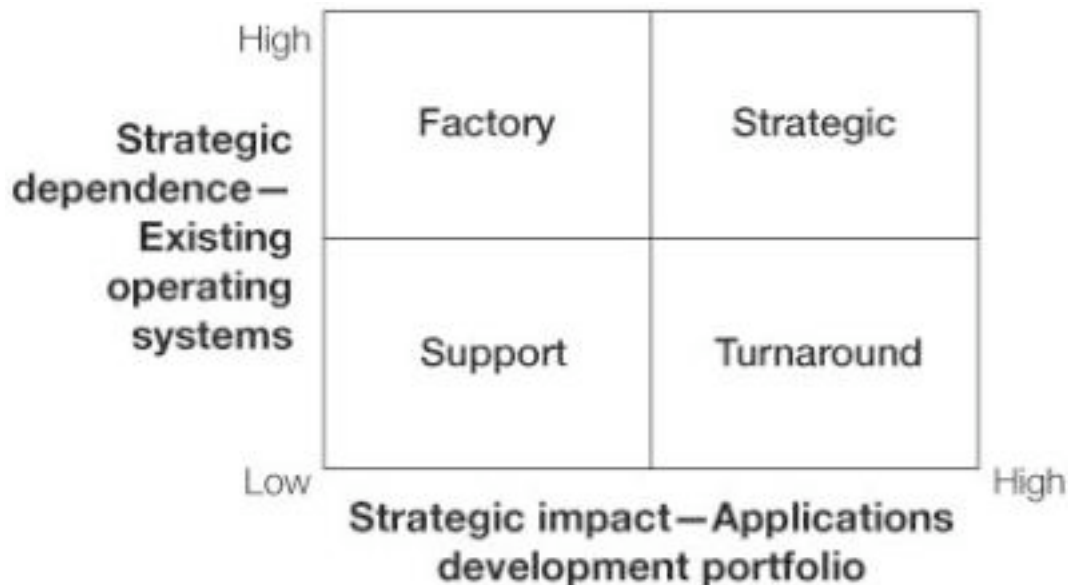 High
Factory
Strategic
Strategic
dependence—
Existing
operating
systems
Support
Turnaround
Low
High
Strategic impact—Applications
development portfolio